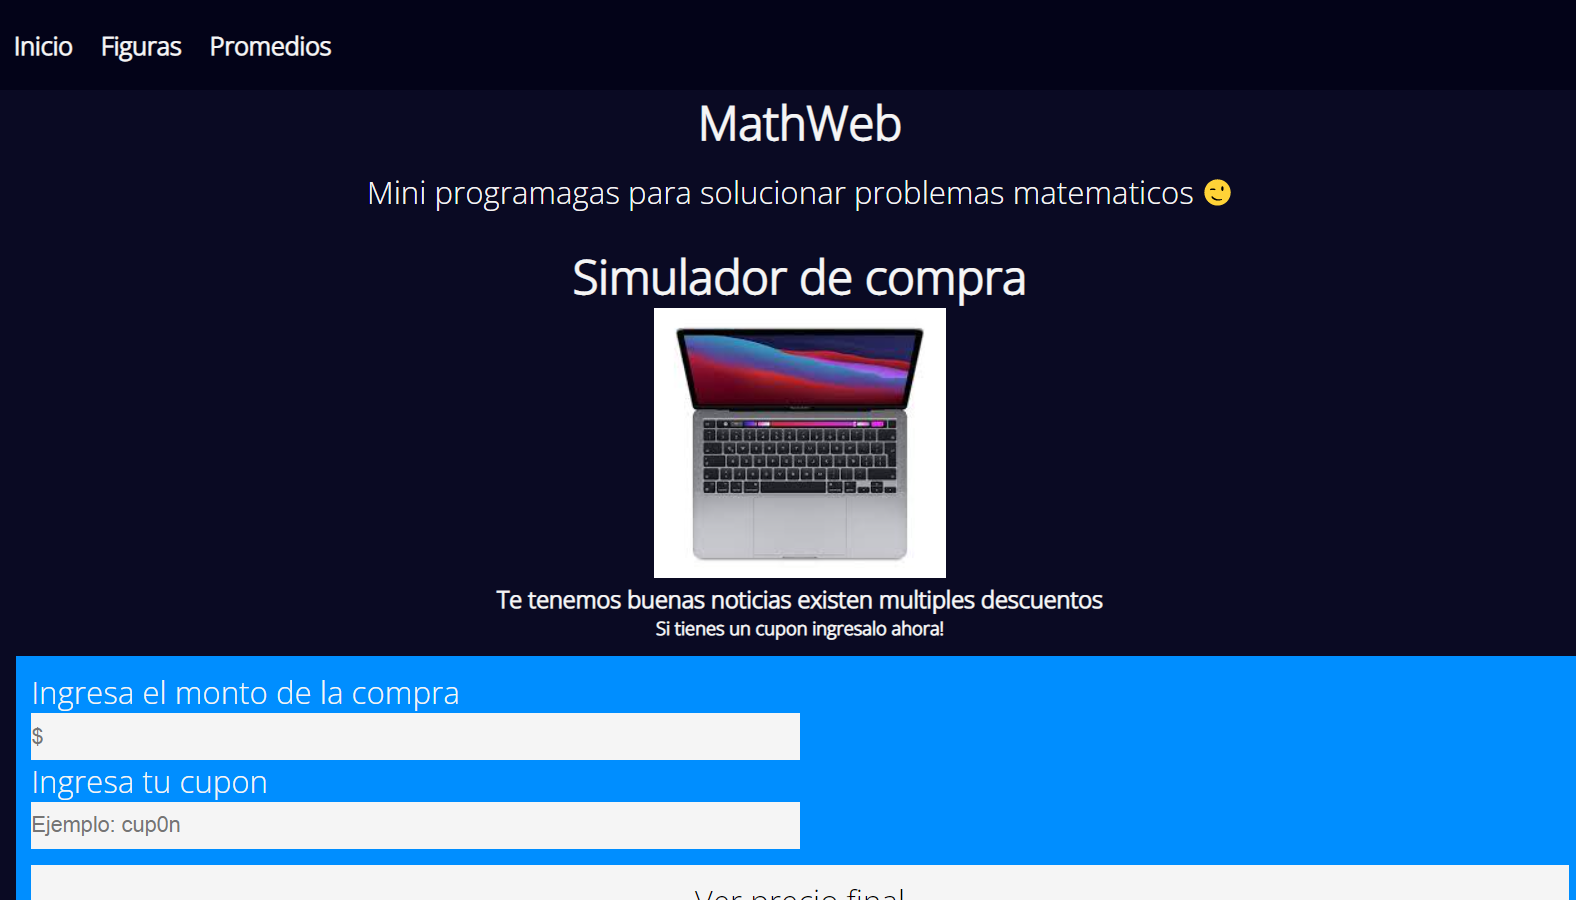 Inicio Figuras Promedios
MathWeb
Mini programagas para solucionar problemas matematicos 😉
Simulador de compra
Te tenemos buenas noticias existen multiples descuentos
Si tienes un cupon ingresalo ahora!
Ingresa el monto de la compra
$
Ingresa tu cupon
Ejemplo: cup0n
Ver precio final